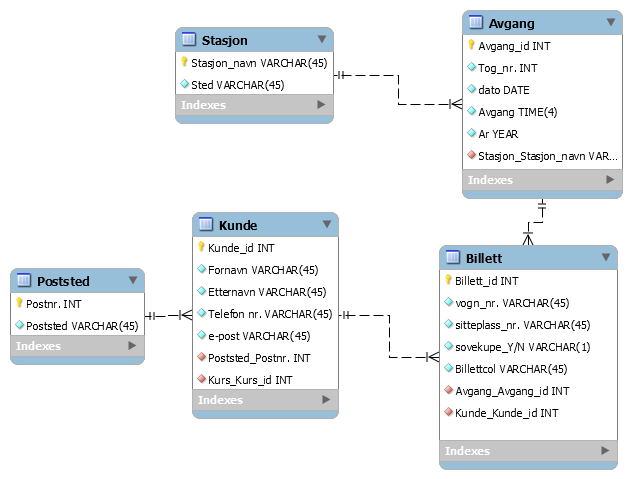 Stasjon
Stasjon_navn VARCHAR(45)
Sted VARCHAR(45)
Indexes
Avgang
Avgang_id INT
Tog_nr. INT
dato DATE
Avgang TIME(4)
Ar YEAR
Stasjon_Stasjon_navn VAR...
Indexes
Poststed
Postnr. INT
Poststed VARCHAR(45)
Indexes
Kunde
Kunde_id INT
Fornavn VARCHAR(45)
Etternavn VARCHAR(45)
Telefon nr. VARCHAR(45)
e-post VARCHAR(45)
Poststed_Postnr. INT
Kurs_Kurs_id INT
Indexes
Billett
Billett_id INT
vogn_nr. VARCHAR(45)
sitteplass_nr. VARCHAR(45)
sovekupe_Y/N VARCHAR(1)
Billettcol VARCHAR(45)
Avgang_Avgang_id INT
Kunde_Kunde_id INT
Indexes